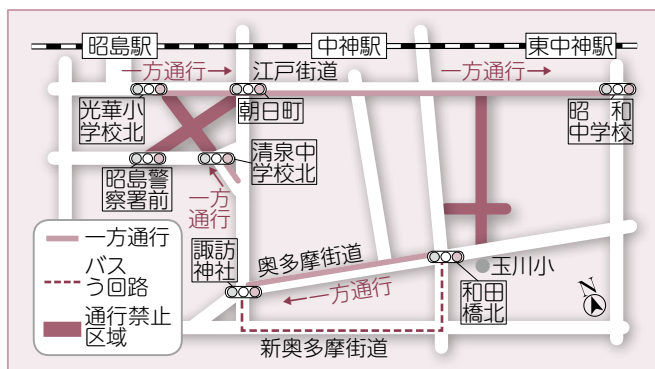 昭島駅
中神駅
東中神駅
一方通行→
江戸街道
一方通行→
光華小
学校北
朝日町
昭和
中学校
昭島警
察署前
清泉中
学校北
一方
通行
諏訪
神社
奥多摩街道
←一方通行
玉川小
和田
橋北
新奥多摩街道
一方通行
バス
う回路
通行禁止
区域
N